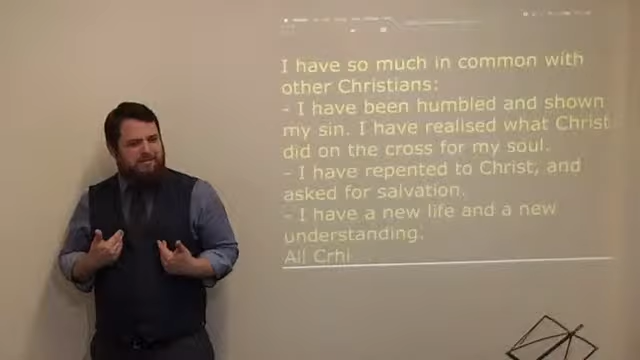 I have so much in common with
other Christians:
- I have been humbled and shown
my sin. I have realised what Christ
did on the cross for my soul.
- I have repented to Christ, and
asked for salvation.
- I have a new life and a new
understanding.
All Crhi